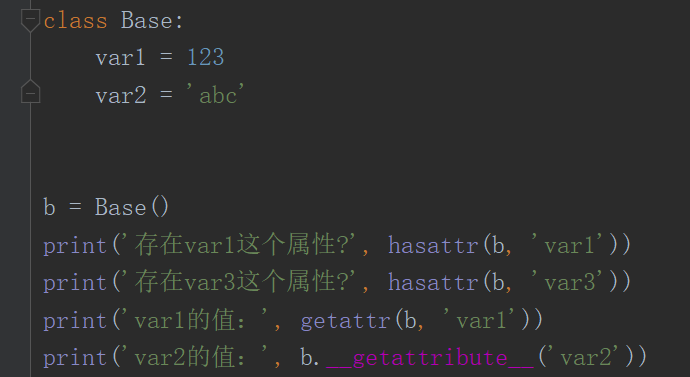 class Base:
    var1 = 123
    var2 = 'abc'
b = Base()
print('存在var1这个属性?', hasattr(b, 'var1'))
print('存在var3这个属性?', hasattr(b, 'var3'))
print('var1的值：', getattr(b, 'var1'))
print('var2的值：', b.__getattribute__('var2'))